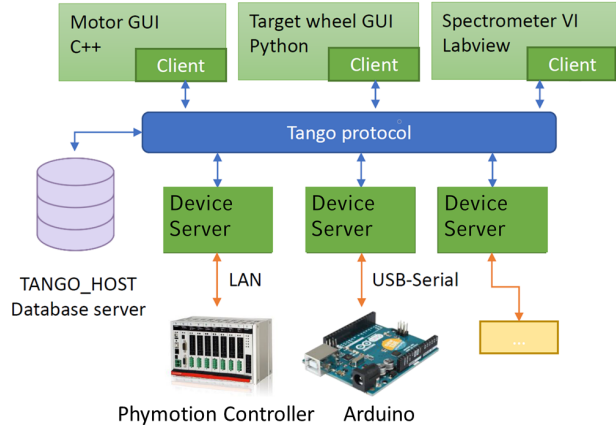 Motor GUI
C++
Client
Target wheel GUI
Python
Client
Spectrometer VI
Labview
Client
Tango protocol
Device
Server
Device
Server
Device
Server
LAN
USB-Serial
TANGO_HOST
Database server
...
Phymotion Controller
Arduino